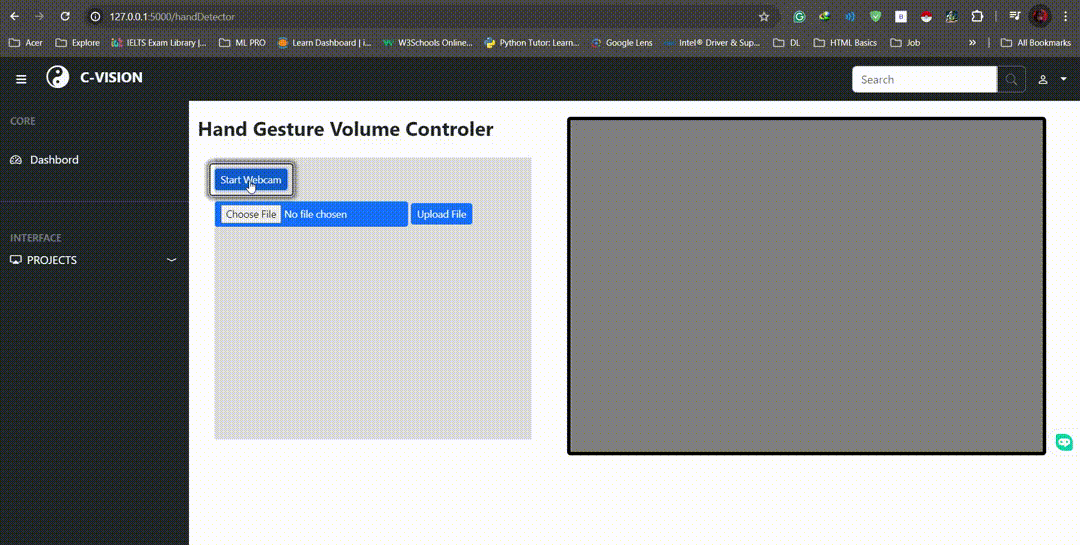 127.0.0.1:5000/handDetector
Acer Explore IELTS Exam Library |... ML PRO Learn Dashboard | i... W3Schools Online... Python Tutor: Learn... Google Lens Intel® Driver & Sup... DL HTML Basics Job » All Bookmarks
C-VISION Search
CORE
Dashbord
INTERFACE
PROJECTS
Hand Gesture Volume Controler
Start Webcam
Choose File No file chosen Upload File